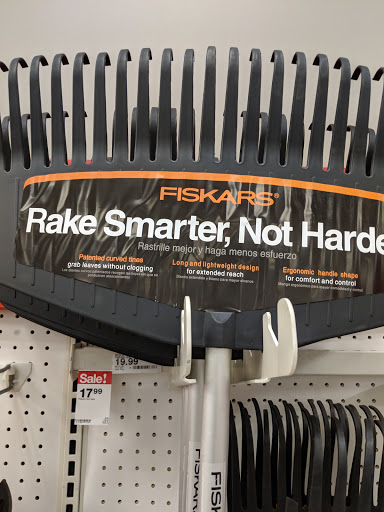 FISKARS®
Rake Smarter, Not Harde
Rastrille mejor y haga menos esfuerzo
Patented curved tines
grab leaves without clogging
Long and lightweight design
for extended reach
Ergonomic handle shape
for comfort and control
19.99
Sale!
17.99
FISKARS
FISKAR